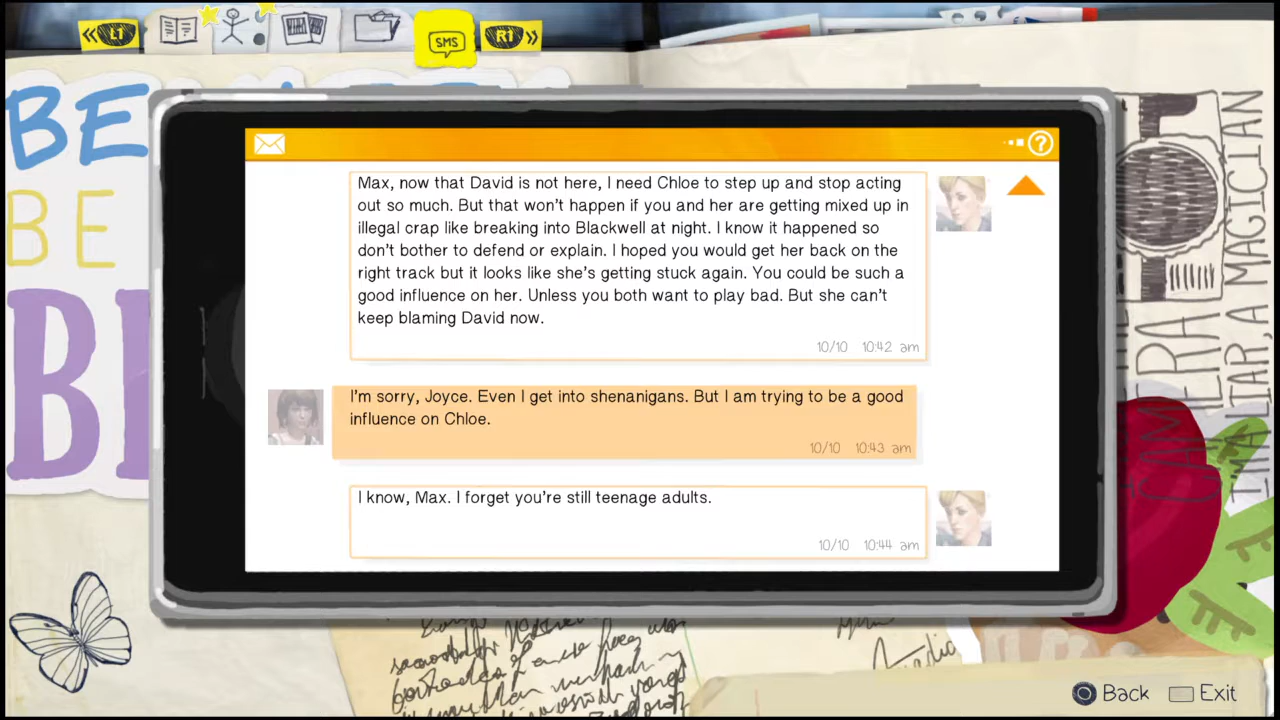 L1
SMS
R1
BE
BE
Max, now that David is not here, I need Chloe to step up and stop acting
out so much. But that won't happen if you and her are getting mixed up in
illegal crap like breaking into Blackwell at night. I know it happened so
don't bother to defend or explain. I hoped you would get her back on the
right track but it looks like she's getting stuck again. You could be such a
good influence on her. Unless you both want to play bad. But she can't
keep blaming David now.
10/10 10:42 am
I'm sorry, Joyce. Even I get into shenanigans. But I am trying to be a good
influence on Chloe.
10/10 10:43 am
I know, Max. I forget you're still teenage adults.
10/10 10:44 am
CAMERA
LIAR, A MAGICIAN
Back
Exit